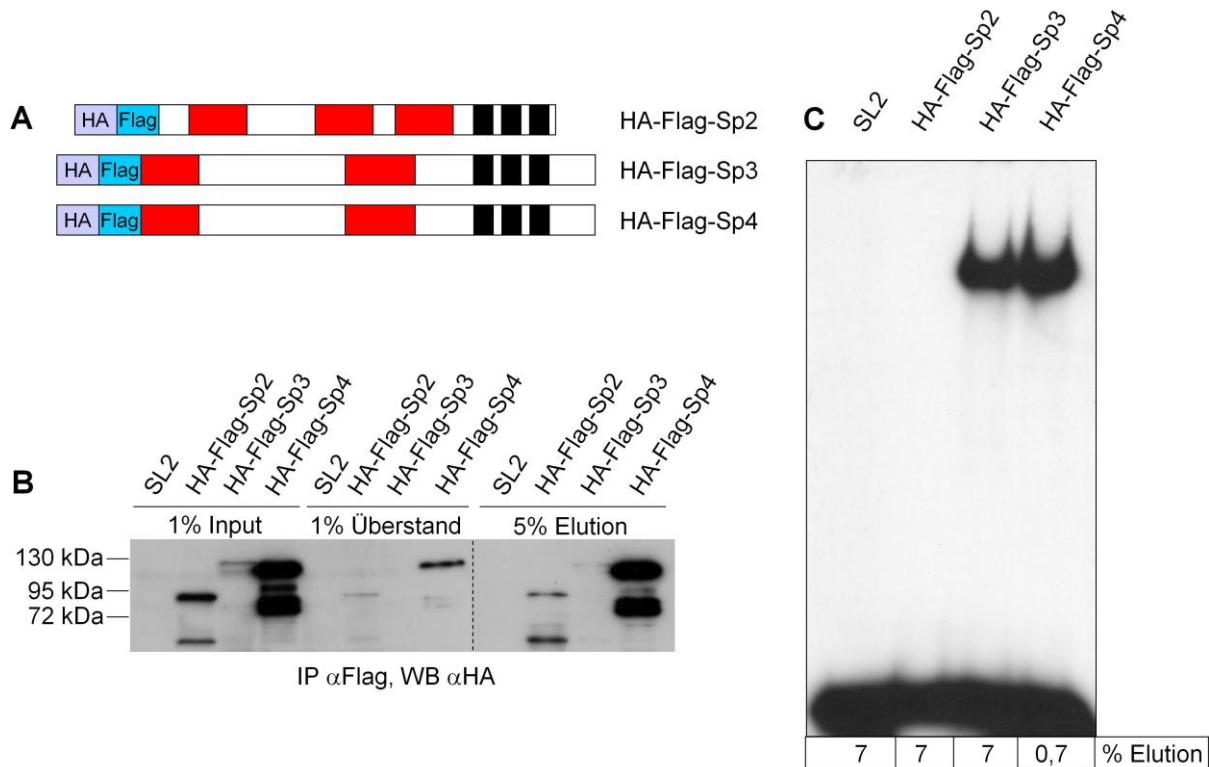 A
HA Flag HA-Flag-Sp2
HA Flag HA-Flag-Sp3
HA Flag HA-Flag-Sp4
B
SL2 HA-Flag-Sp2 HA-Flag-Sp3 HA-Flag-Sp4 SL2 HA-Flag-Sp2 HA-Flag-Sp3 HA-Flag-Sp4 SL2 HA-Flag-Sp2 HA-Flag-Sp3 HA-Flag-Sp4
1% Input 1% Überstand 5% Elution
130 kDa
95 kDa
72 kDa
IP αFlag, WB αHA
C
SL2 HA-Flag-Sp2 HA-Flag-Sp3 HA-Flag-Sp4
7 7 7 0,7 % Elution